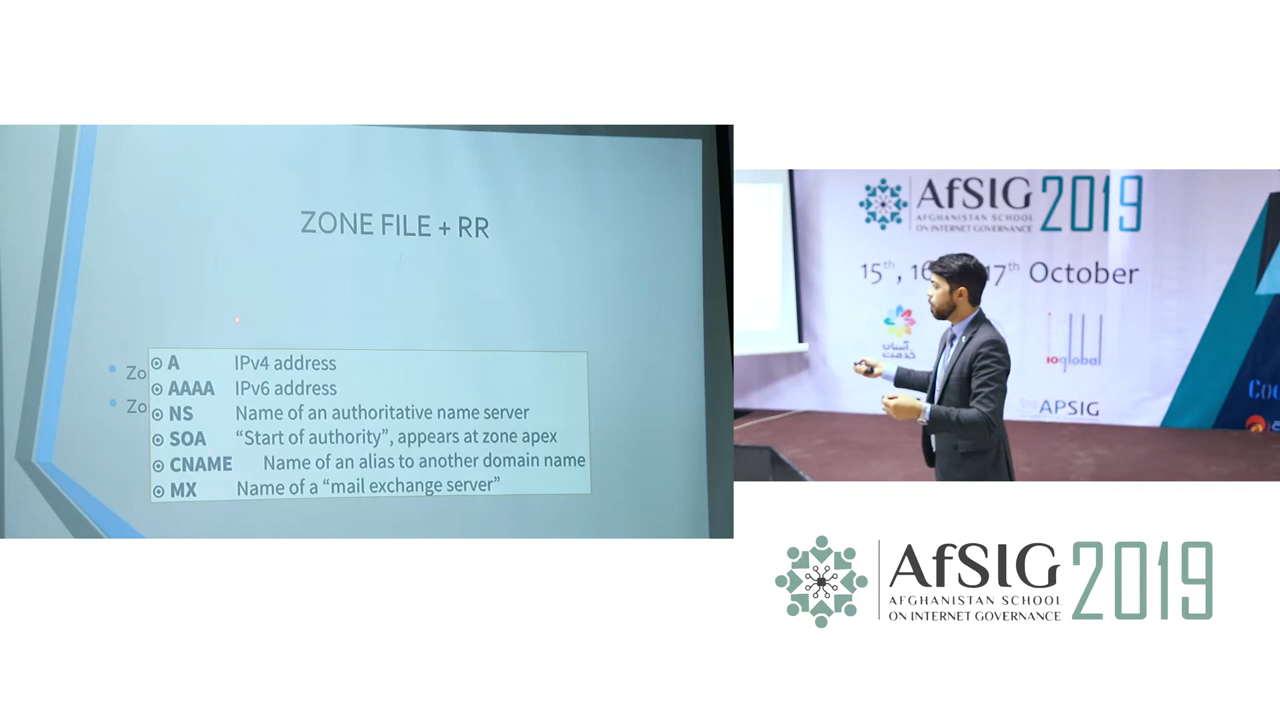 ZONE FILE + RR
Zo
Zo
A IPv4 address
AAAA IPv6 address
NS Name of an authoritative name server
SOA “Start of authority”, appears at zone apex
CNAME Name of an alias to another domain name
MX Name of a “mail exchange server”
AfSIG 2019
AFGHANISTAN SCHOOL
ON INTERNET GOVERNANCE
15th, 16 17th October
آسان
خدمت
ioglobal
APSIG
AfSIG 2019
AFGHANISTAN SCHOOL
ON INTERNET GOVERNANCE